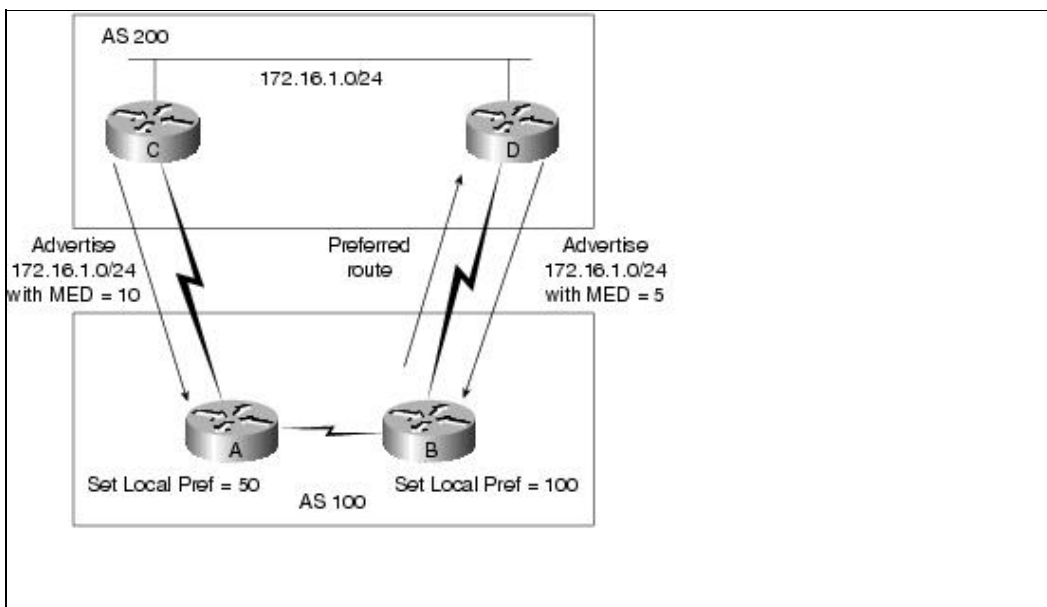 AS 200
172.16.1.0/24
C
D
Advertise
172.16.1.0/24
with MED = 10
Preferred
route
Advertise
172.16.1.0/24
with MED = 5
A
B
Set Local Pref = 50
AS 100
Set Local Pref = 100